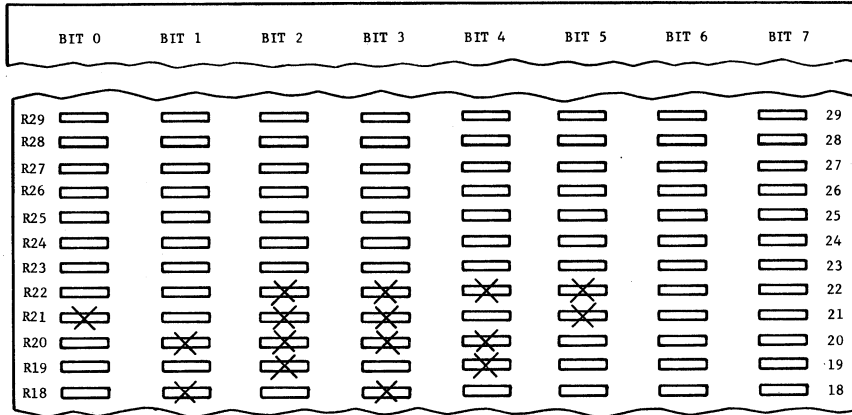 BIT 0 BIT 1 BIT 2 BIT 3 BIT 4 BIT 5 BIT 6 BIT 7
R29 29
R28 28
R27 27
R26 26
R25 25
R24 24
R23 23
R22 22
R21 21
R20 20
R19 19
R18 18